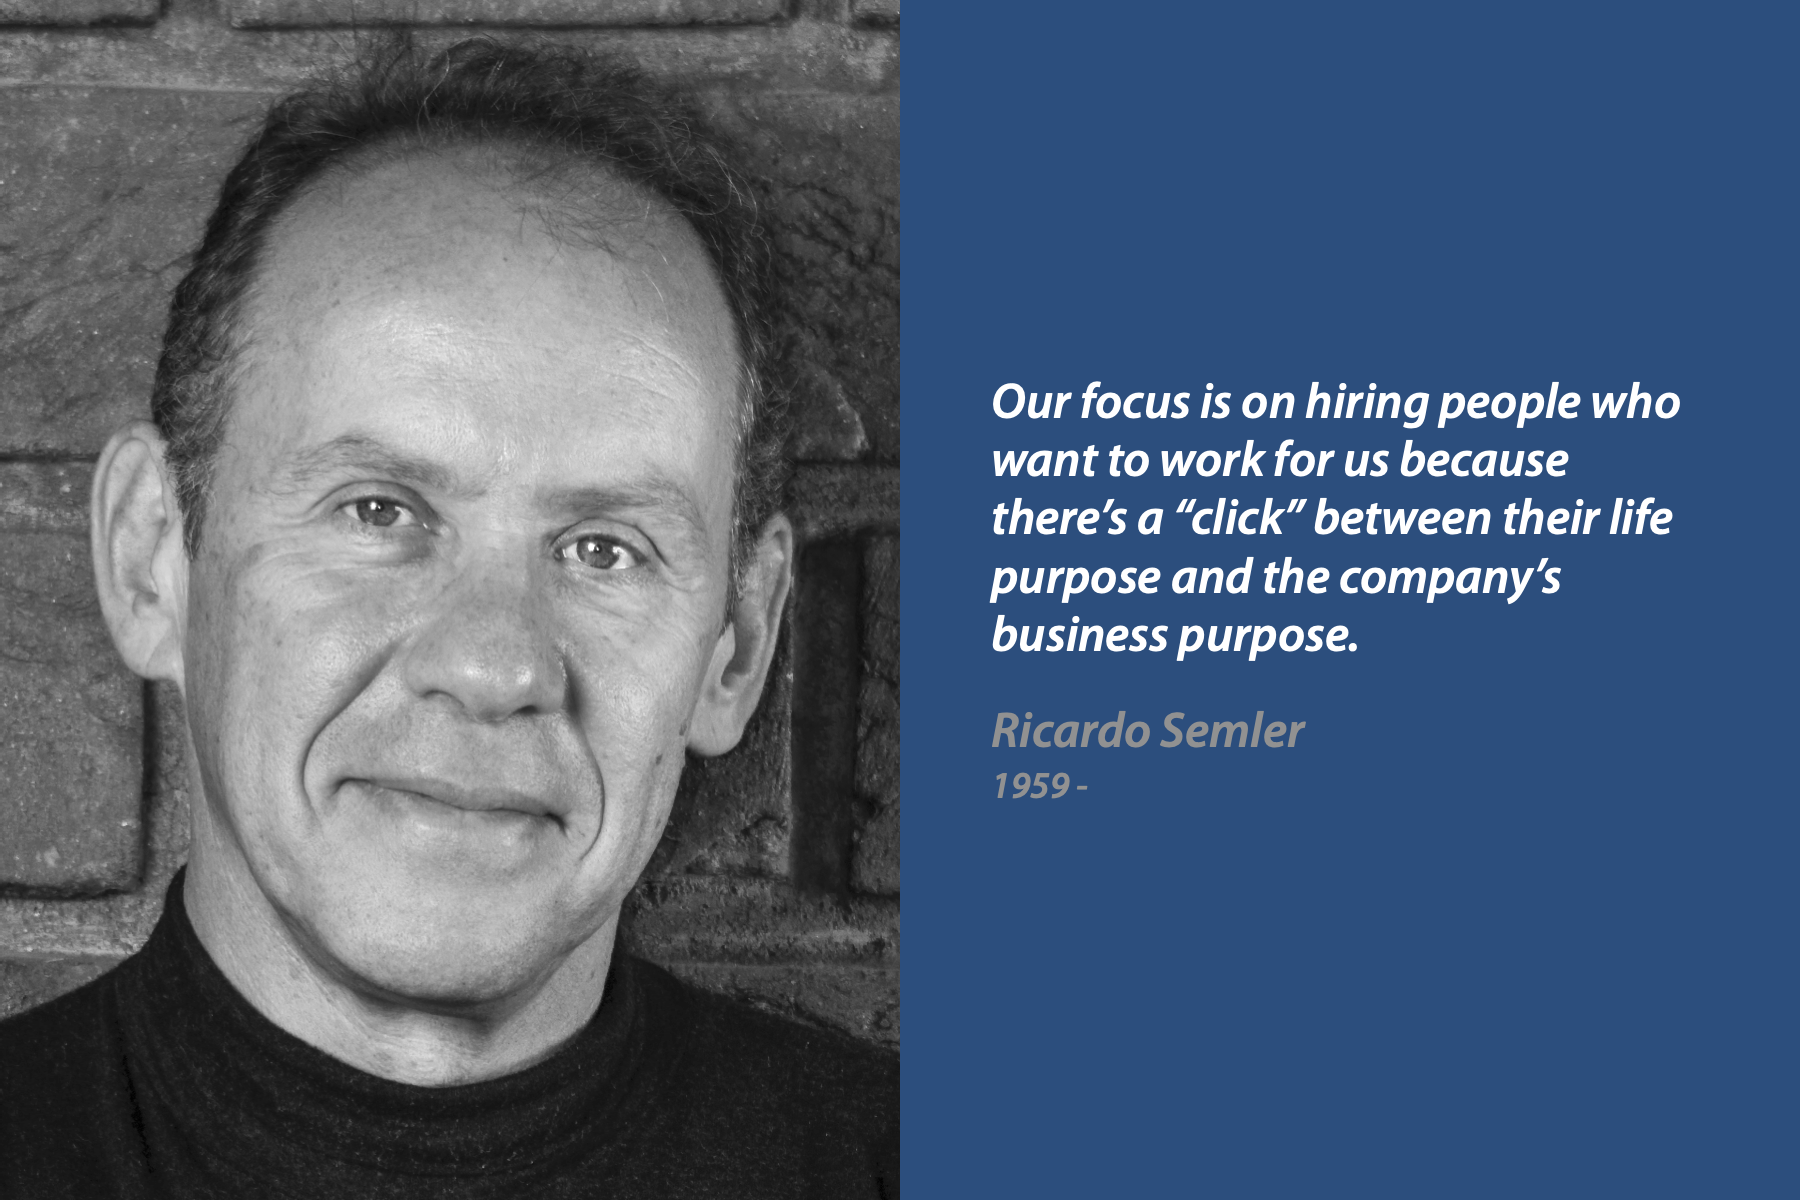 Our focus is on hiring people who
want to work for us because
there’s a “click” between their life
purpose and the company’s
business purpose.
Ricardo Semler
1959 -